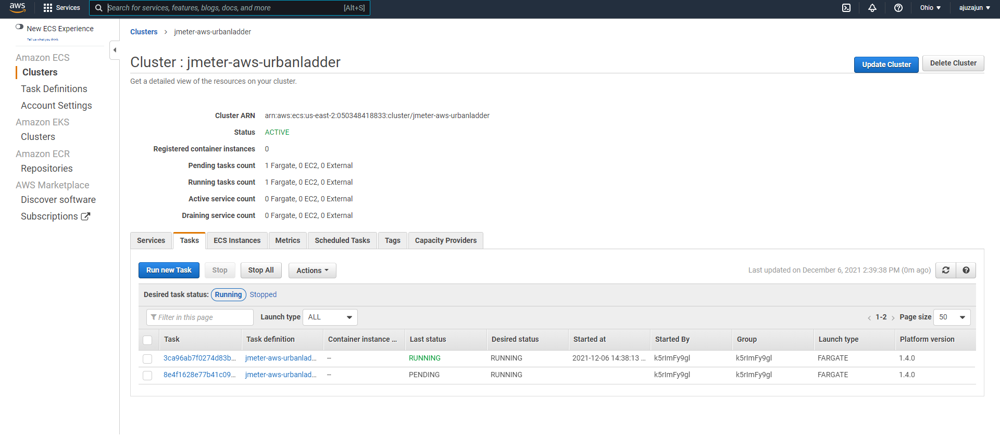 aws Services Search for services, features, blogs, docs, and more [Alt+S] Ohio ajuzajun
New ECS Experience
Tell us what you think
Amazon ECS
Clusters
Task Definitions
Account Settings
Amazon EKS
Clusters
Amazon ECR
Repositories
AWS Marketplace
Discover software
Subscriptions
Clusters > jmeter-aws-urbanladder
Cluster : jmeter-aws-urbanladder
Update Cluster Delete Cluster
Get a detailed view of the resources on your cluster.
Cluster ARN arn:aws:ecs:us-east-2:050348418833:cluster/jmeter-aws-urbanladder
Status ACTIVE
Registered container instances 0
Pending tasks count 1 Fargate, 0 EC2, 0 External
Running tasks count 1 Fargate, 0 EC2, 0 External
Active service count 0 Fargate, 0 EC2, 0 External
Draining service count 0 Fargate, 0 EC2, 0 External
Services Tasks ECS Instances Metrics Scheduled Tasks Tags Capacity Providers
Run new Task Stop Stop All Actions Last updated on December 6, 2021 2:39:38 PM (0m ago)
Desired task status: Running Stopped
Filter in this page Launch type ALL < 1-2 > Page size 50
Task Task definition Container instance ... Last status Desired status Started at Started By Group Launch type Platform version
3ca96ab7f0274d83b... jmeter-aws-urbanlad... -- RUNNING RUNNING 2021-12-06 14:38:13 ... k5rImFy9gl k5rImFy9gl FARGATE 1.4.0
8e4f1628e77b41c09... jmeter-aws-urbanlad... -- PENDING RUNNING k5rImFy9gl k5rImFy9gl FARGATE 1.4.0